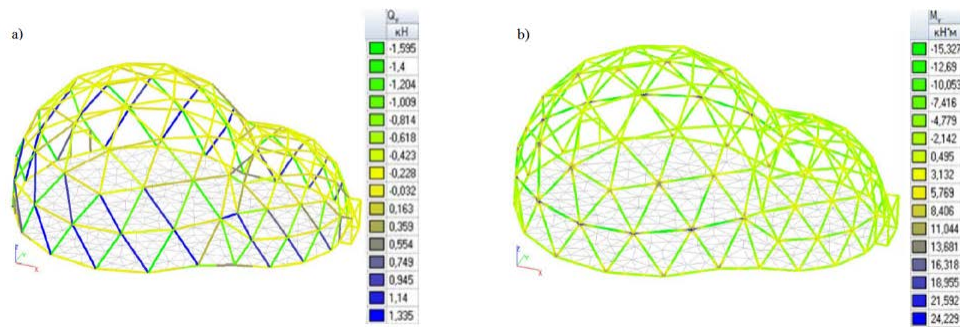 a)
Qz
кН
-1,595
-1,4
-1,204
-1,009
-0,814
-0,618
-0,423
-0,228
-0,032
0,163
0,359
0,554
0,749
0,945
1,14
1,335
Z
Y
X
b)
My
кН*м
-15,327
-12,69
-10,053
-7,416
-4,779
-2,142
0,495
3,132
5,769
8,406
11,044
13,681
16,318
18,955
21,592
24,229
Z
Y
X